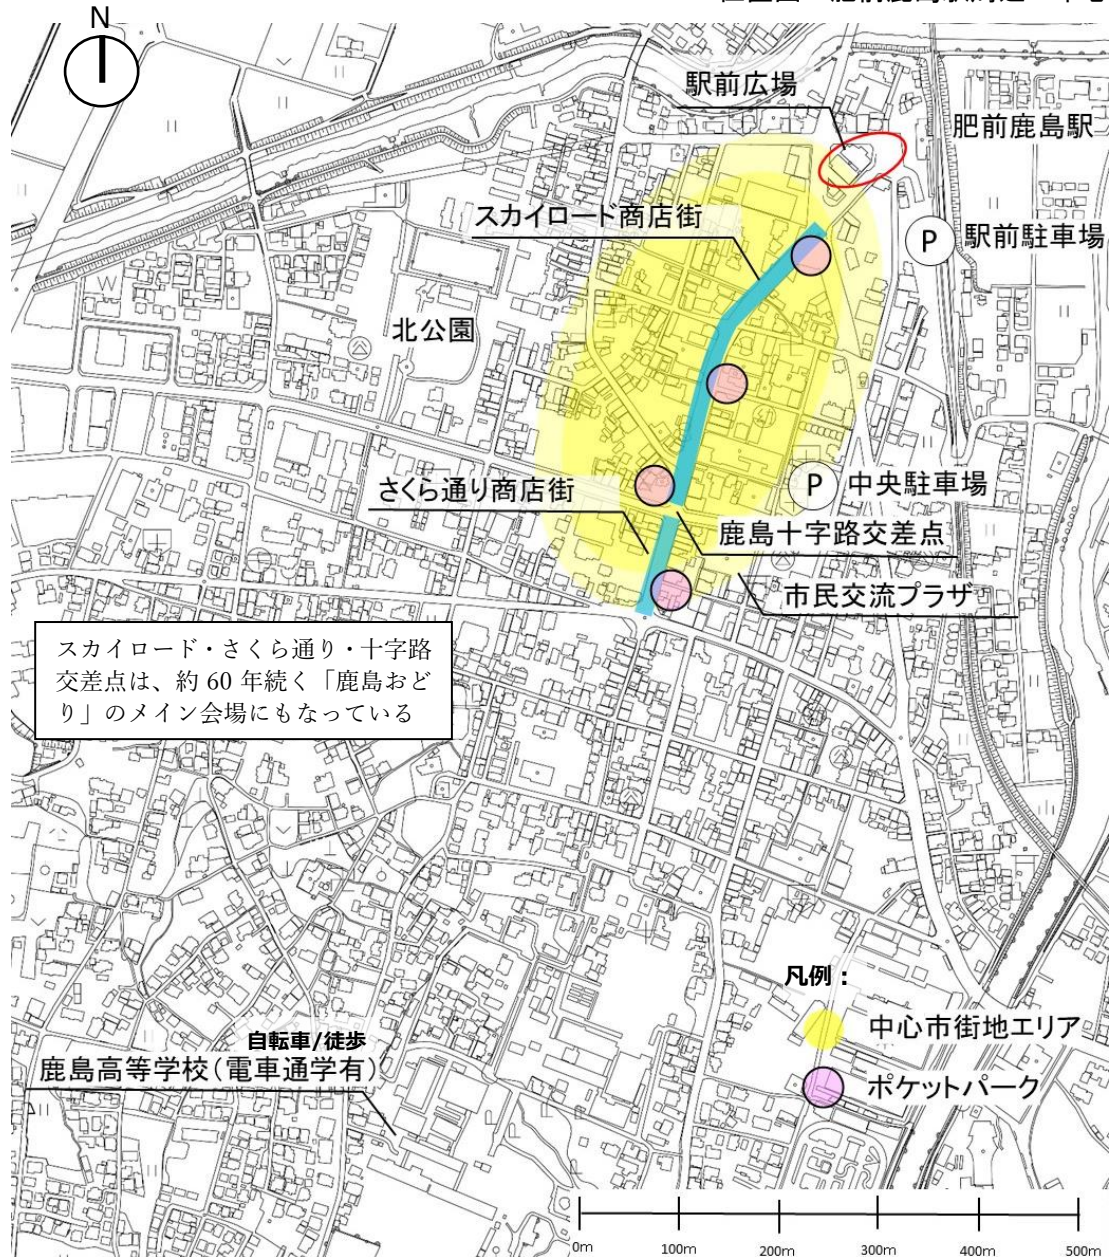 N
駅前広場
肥前鹿島駅
スカイロード商店街
P 駅前駐車場
北公園
さくら通り商店街
P 中央駐車場
鹿島十字路交差点
市民交流プラザ
スカイロード・さくら通り・十字路
交差点は、約 60 年続く「鹿島おど
り」のメイン会場にもなっている
凡例：
中心市街地エリア
ポケットパーク
自転車/徒歩
鹿島高等学校（電車通学有）
0m 100m 200m 300m 400m 500m